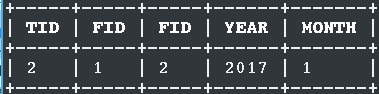 | TID | FID | FID | YEAR | MONTH |
| 2 | 1 | 2 | 2017 | 1 |